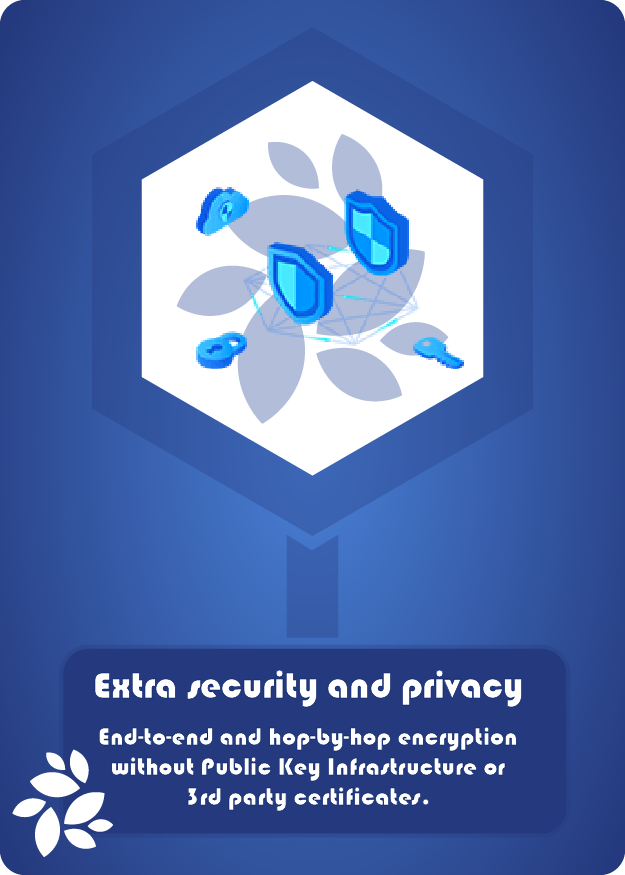 Extra security and privacy
End-to-end and hop-by-hop encryption
without Public Key Infrastructure or
3rd party certificates.